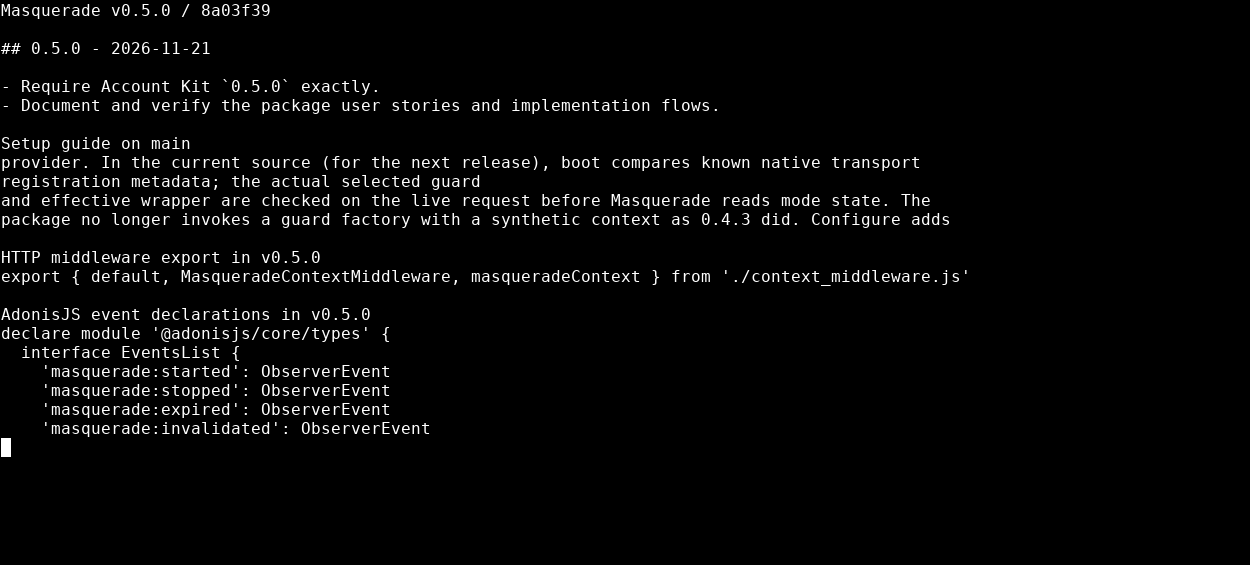 Masquerade v0.5.0 / 8a03f39
## 0.5.0 - 2026-11-21
- Require Account Kit `0.5.0` exactly.
- Document and verify the package user stories and implementation flows.
Setup guide on main
provider. In the current source (for the next release), boot compares known native transport
registration metadata; the actual selected guard
and effective wrapper are checked on the live request before Masquerade reads mode state. The
package no longer invokes a guard factory with a synthetic context as 0.4.3 did. Configure adds
HTTP middleware export in v0.5.0
export { default, MasqueradeContextMiddleware, masqueradeContext } from './context_middleware.js'
AdonisJS event declarations in v0.5.0
declare module '@adonisjs/core/types' {
  interface EventsList {
    'masquerade:started': ObserverEvent
    'masquerade:stopped': ObserverEvent
    'masquerade:expired': ObserverEvent
    'masquerade:invalidated': ObserverEvent